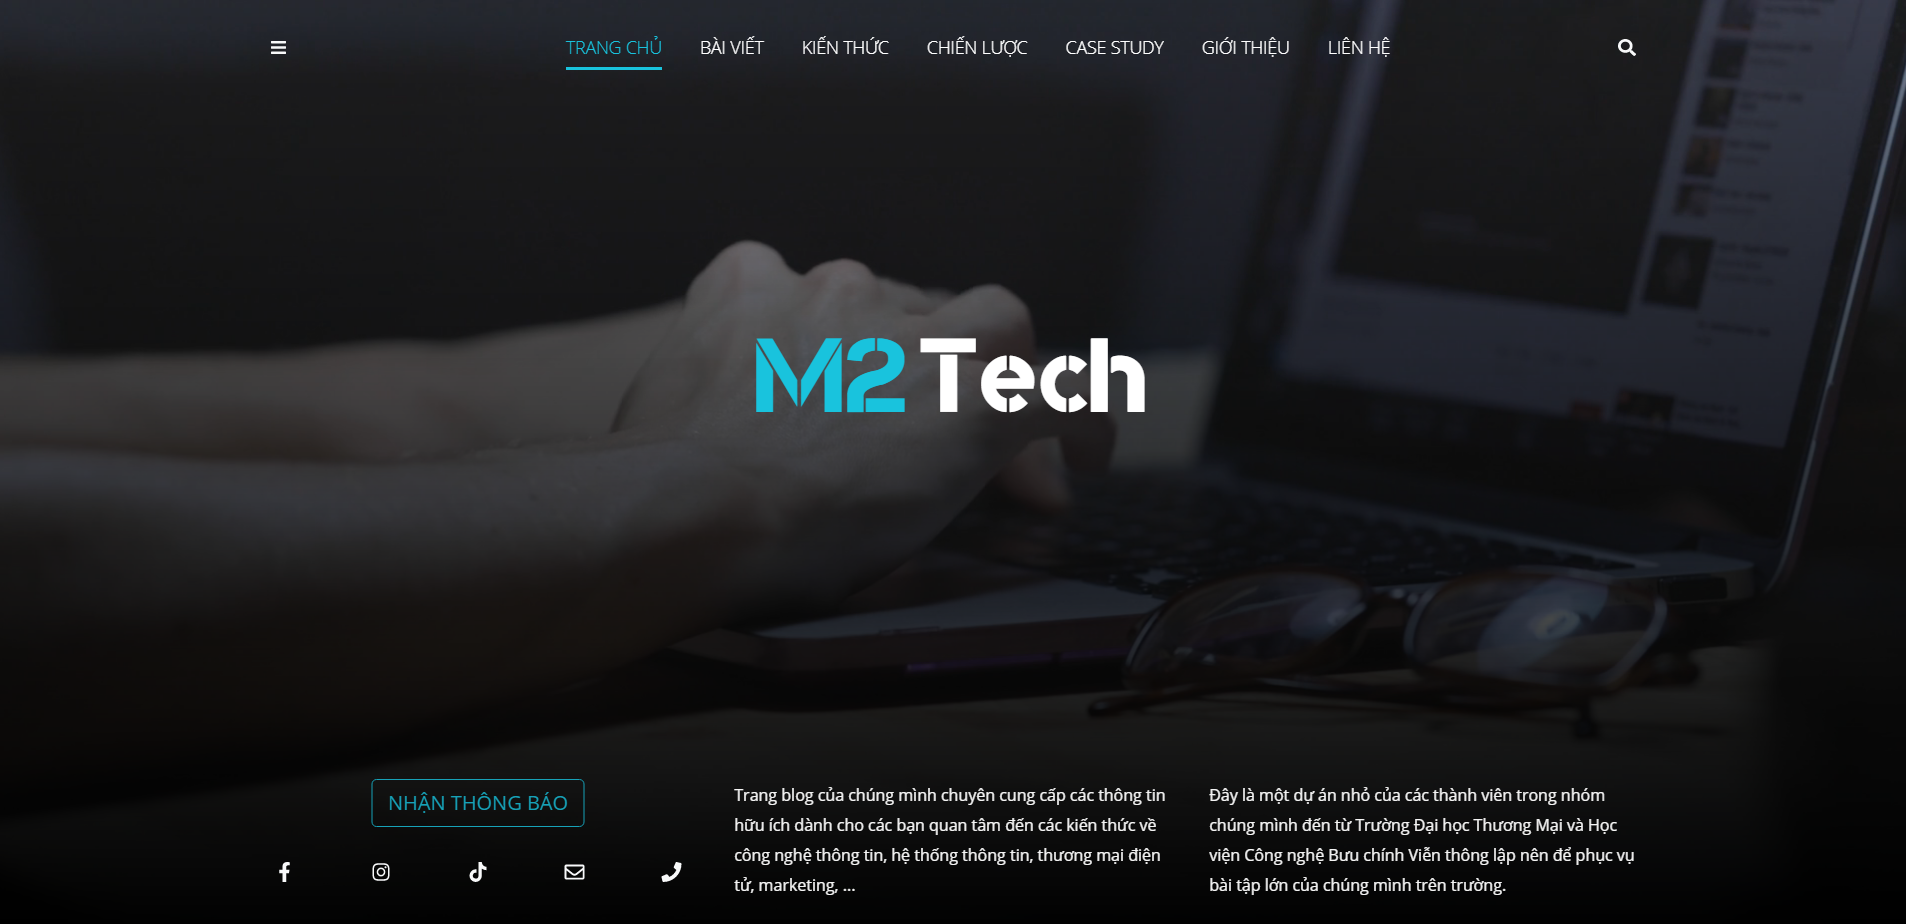 TRANG CHỦ BÀI VIẾT KIẾN THỨC CHIẾN LƯỢC CASE STUDY GIỚI THIỆU LIÊN HỆ
M2 Tech
NHẬN THÔNG BÁO
Trang blog của chúng mình chuyên cung cấp các thông tin
hữu ích dành cho các bạn quan tâm đến các kiến thức về
công nghệ thông tin, hệ thống thông tin, thương mại điện
tử, marketing, ...
Đây là một dự án nhỏ của các thành viên trong nhóm
chúng mình đến từ Trường Đại học Thương Mại và Học
viện Công nghệ Bưu chính Viễn thông lập nên để phục vụ
bài tập lớn của chúng mình trên trường.